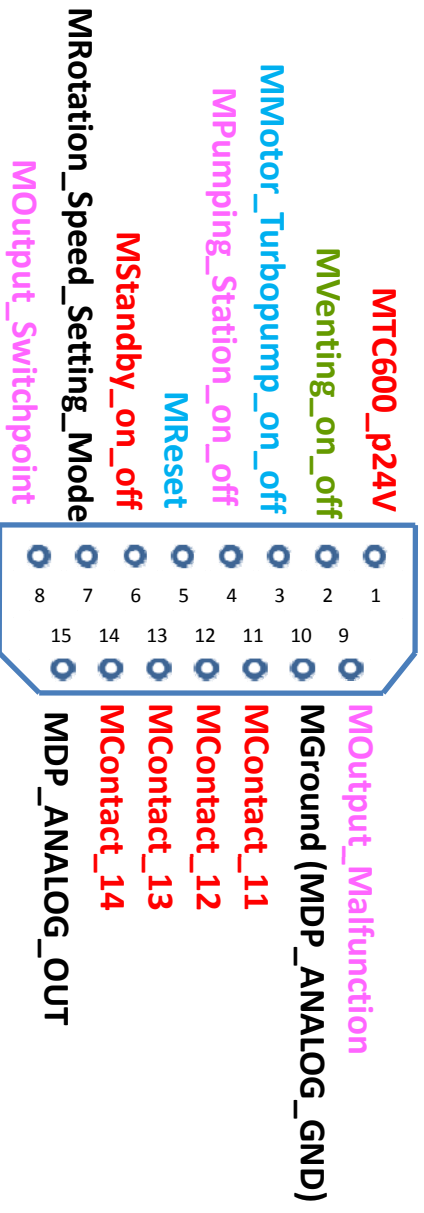 MTC600_p24V
MVenting_on_off
MMotor_Turbopump_on_off
MPumping_Station_on_off
MReset
MStandby_on_off
MRotation_Speed_Setting_Mode
MOutput_Switchpoint
8 7 6 5 4 3 2 1
15 14 13 12 11 10 9
MOutput_Malfunction
MGround (MDP_ANALOG_GND)
MContact_11
MContact_12
MContact_13
MContact_14
MDP_ANALOG_OUT